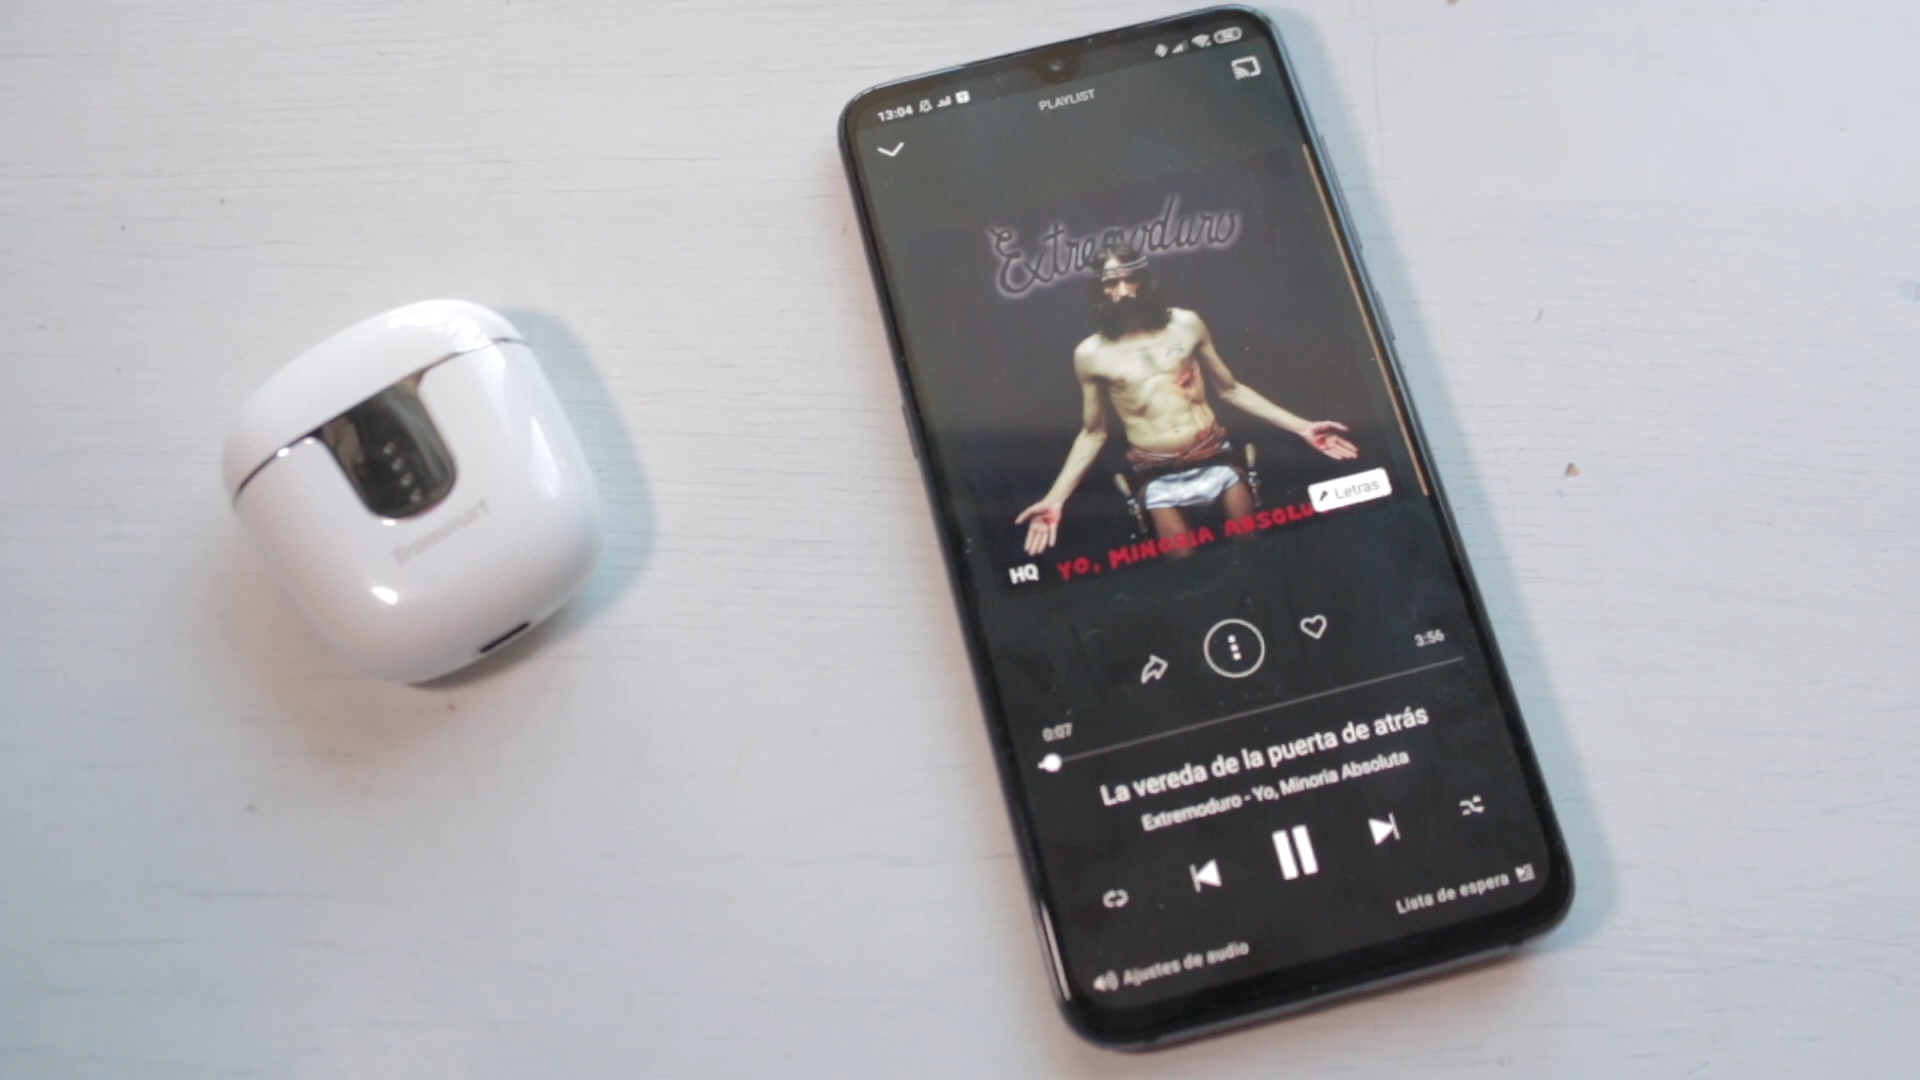 Tronsmart
13:04
PLAYLIST
Extremoduro
Letras
HQ
YO, MINORIA ABSOLU
3:56
0:07
La vereda de la puerta de atrás
Extremoduro - Yo, Minoría Absoluta
Lista de espera
Ajustes de audio